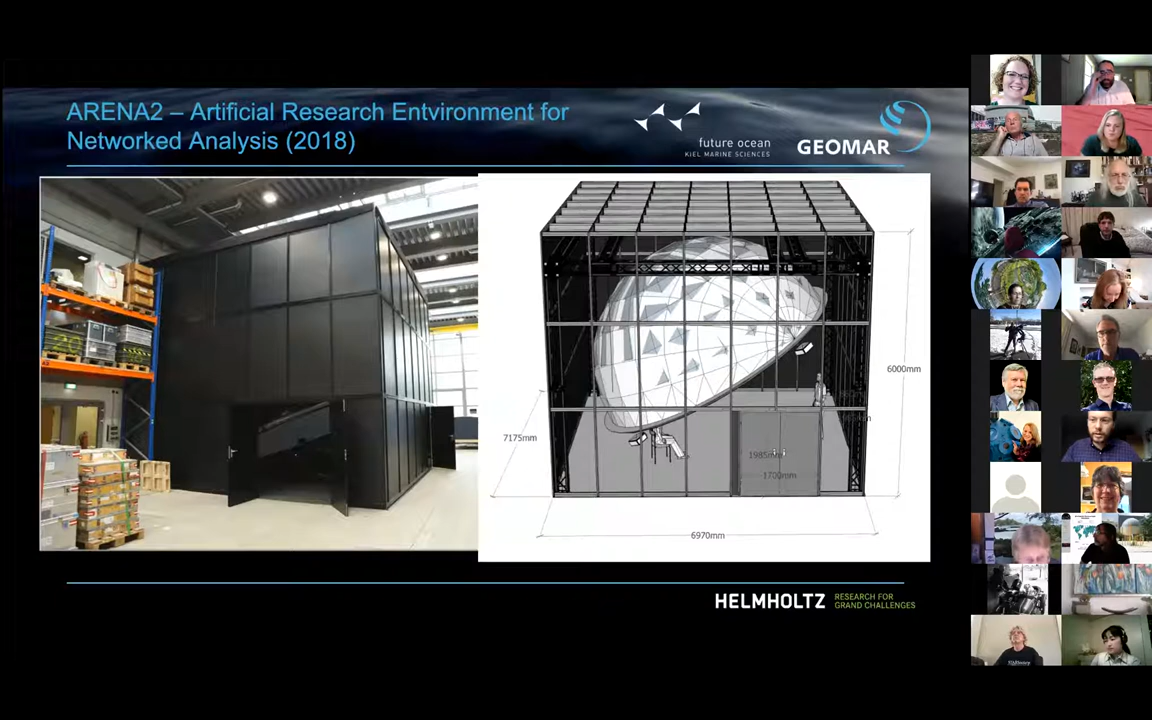 ARENA2 – Artificial Research Entvironment for
Networked Analysis (2018)
future ocean
KIEL MARINE SCIENCES
GEOMAR
6000mm
7175mm
1985mm
1700mm
6970mm
HELMHOLTZ
RESEARCH FOR
GRAND CHALLENGES